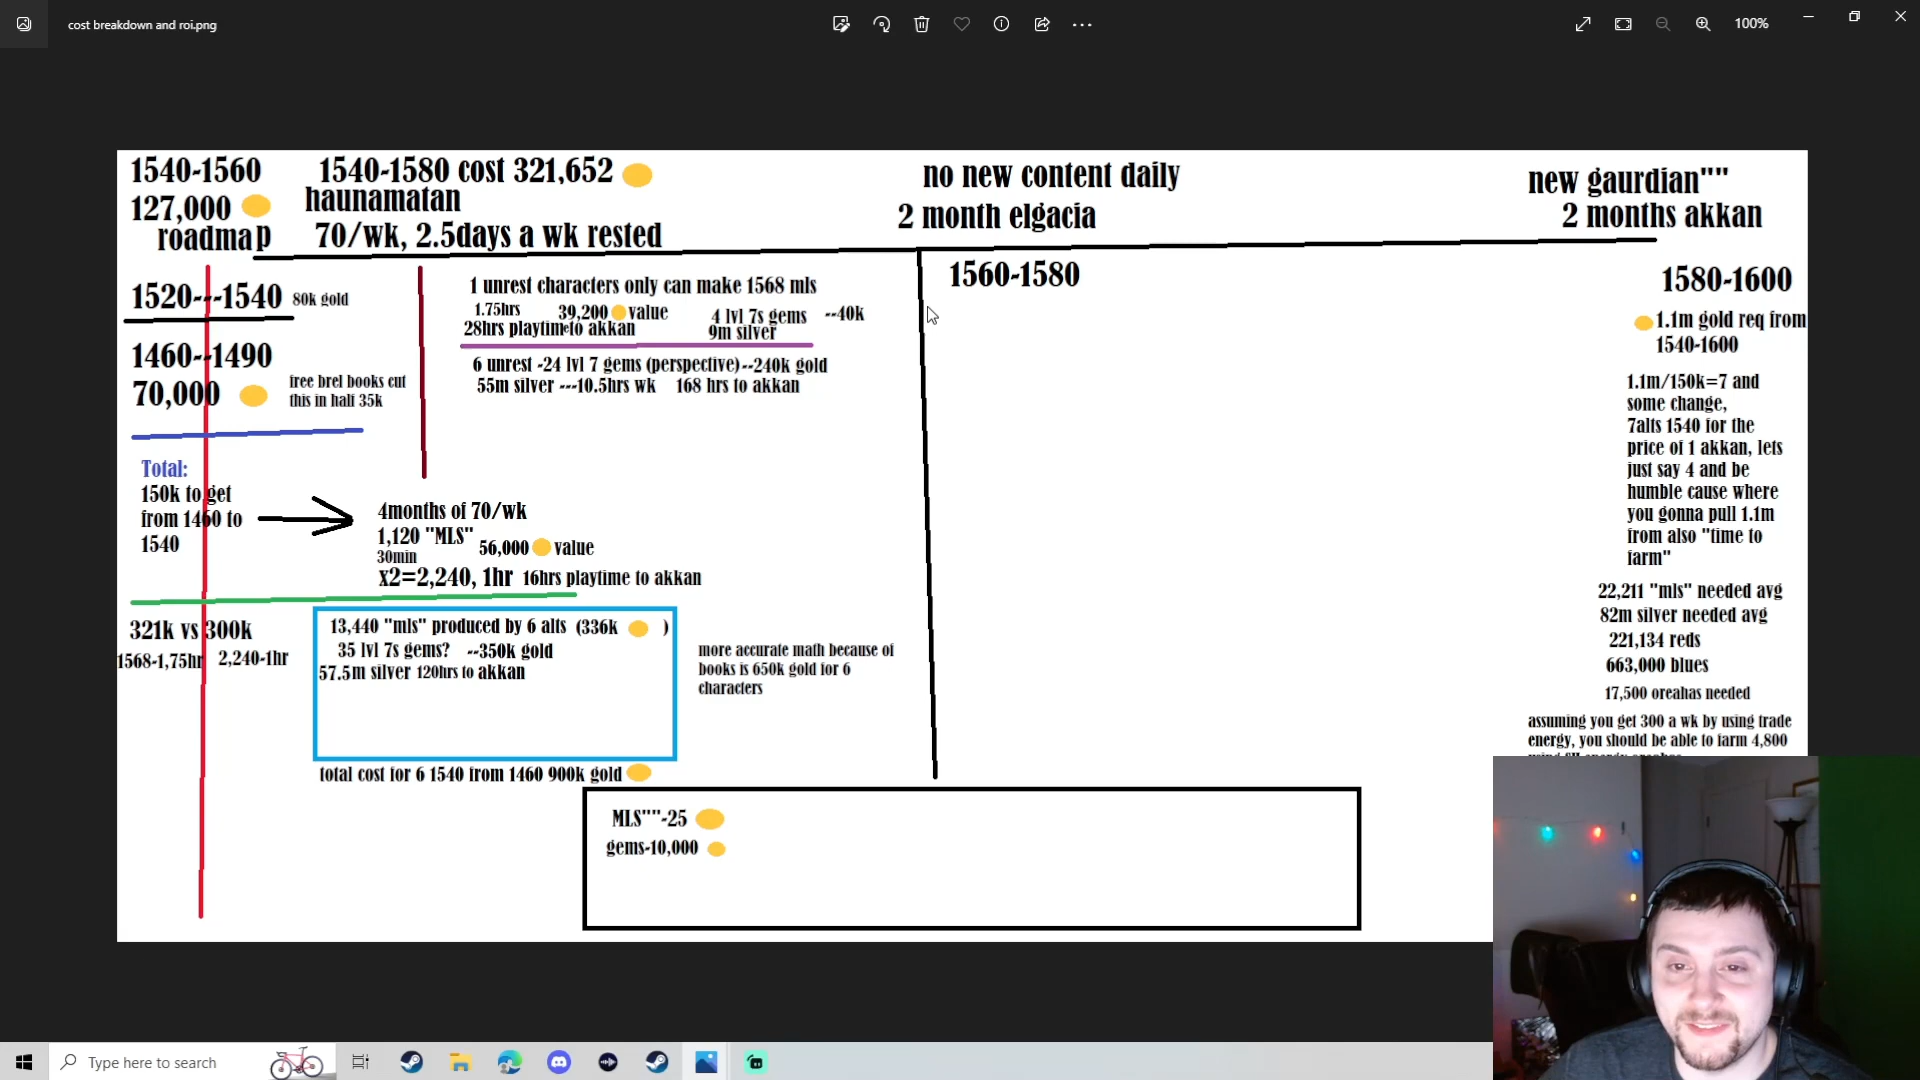 cost breakdown and roi.png
100%
1540-1560
127,000
roadmap
1540-1580 cost 321,652
haunamatan
70/wk, 2.5days a wk rested
no new content daily
2 month elgacia
new gaurdian""
2 months akkan
1520---1540 80k gold
1460--1490
70,000
free brel books cut
this in half 35k
Total:
150k to get
from 1460 to
1540
1 unrest characters only can make 1568 mls
1.75hrs 39,200 value
28hrs playtimeto akkan
4 lvl 7s gems --40k
9m silver
6 unrest -24 lvl 7 gems (perspective)--240k gold
55m silver ---10.5hrs wk 168 hrs to akkan
4months of 70/wk
1,120 "MLS"
30min
56,000 value
x2=2,240, 1hr 16hrs playtime to akkan
321k vs 300k
1568-1,75hr 2,240-1hr
13,440 "mls" produced by 6 alts (336k )
35 lvl 7s gems? --350k gold
57.5m silver 120hrs to akkan
more accurate math because of
books is 650k gold for 6
characters
total cost for 6 1540 from 1460 900k gold
MLS""-25
gems-10,000
1560-1580
1580-1600
1.1m gold req from
1540-1600
1.1m/150k=7 and
some change,
7alts 1540 for the
price of 1 akkan, lets
just say 4 and be
humble cause where
you gonna pull 1.1m
from also "time to
farm"
22,211 "mls" needed avg
82m silver needed avg
221,134 reds
663,000 blues
17,500 oreahas needed
assuming you get 300 a wk by using trade
energy, you should be able to farm 4,800
Type here to search